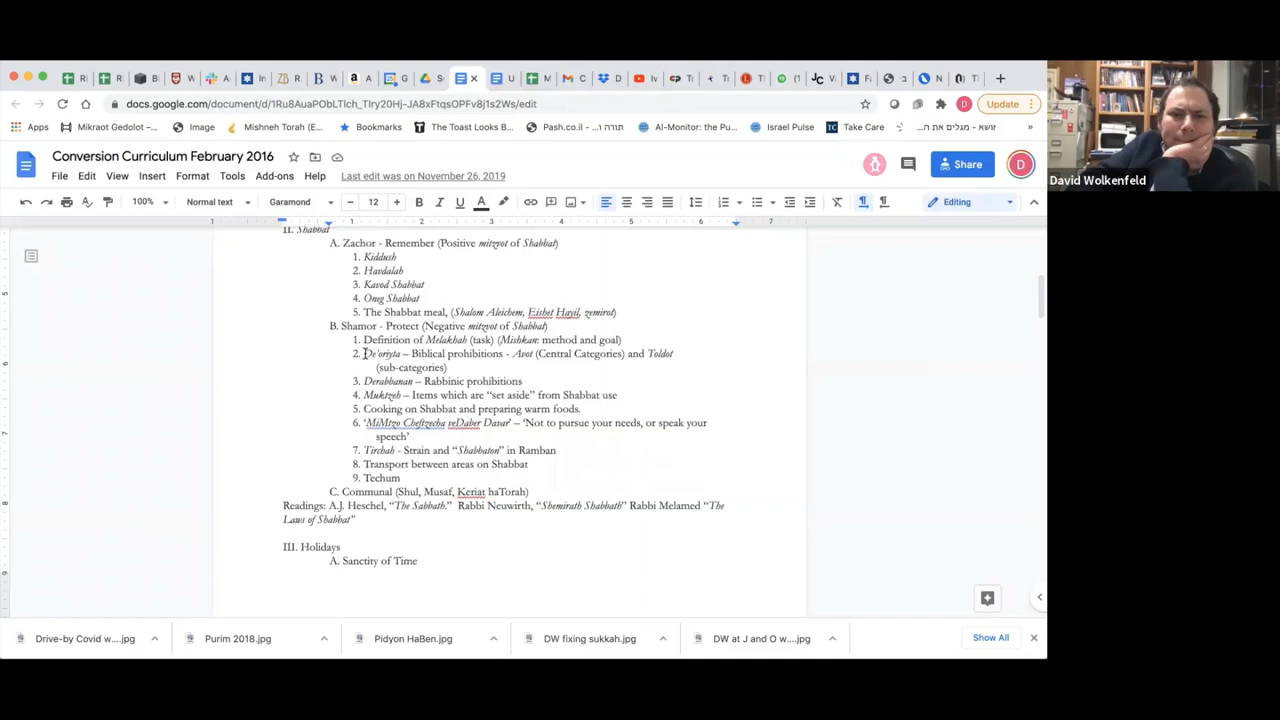 docs.google.com/document/d/1Ru8AuaPObLTlch_Tlry20Hj-JA8xFtqsOPFv8j1s2Ws/edit
Update
Apps
Mikraot Gedolot –...
Image
Mishneh Torah (E...
Bookmarks
The Toast Looks B...
Pash.co.il – ...תורה ו
Al-Monitor: the Pu...
Israel Pulse
Take Care
David Wolkenfeld
Conversion Curriculum February 2016
File Edit View Insert Format Tools Add-ons Help
Last edit was on November 26, 2019
Share
100% Normal text Garamond 12 Editing
II. Shabbat
A. Zachor - Remember (Positive mitzvot of Shabbat)
1. Kiddush
2. Havdalah
3. Kavod Shabbat
4. Oneg Shabbat
5. The Shabbat meal, (Shalom Aleichem, Eishet Hayil, zemirot)
B. Shamor - Protect (Negative mitzvot of Shabbat)
1. Definition of Melakhah (task) (Mishkan: method and goal)
2. De'oriyta – Biblical prohibitions - Avot (Central Categories) and Toldot
(sub-categories)
3. Derabbanan – Rabbinic prohibitions
4. Muktzeh – Items which are “set aside” from Shabbat use
5. Cooking on Shabbat and preparing warm foods.
6. ‘MiMtzo Cheftzecha veDaber Davar’ – ‘Not to pursue your needs, or speak your
speech’
7. Tirchah - Strain and “Shabbaton” in Ramban
8. Transport between areas on Shabbat
9. Techum
C. Communal (Shul, Musaf, Keriat haTorah)
Readings: A.J. Heschel, “The Sabbath.” Rabbi Neuwirth, “Shemirath Shabbath” Rabbi Melamed “The
Laws of Shabbat”
III. Holidays
A. Sanctity of Time
Drive-by Covid w....jpg
Purim 2018.jpg
Pidyon HaBen.jpg
DW fixing sukkah.jpg
DW at J and O w....jpg
Show All